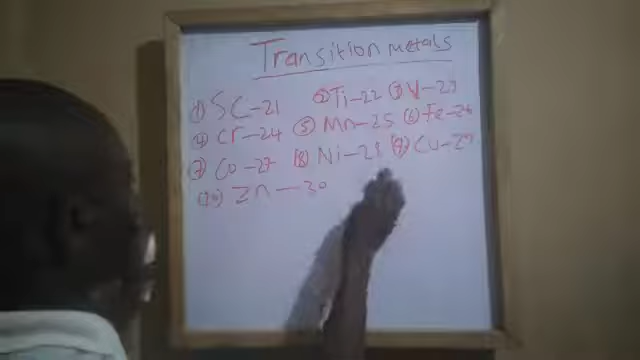 Transition metals
(1) SC-21 (2) Ti-22 (3) V-23
(4) Cr-24 (5) Mn-25 (6) Fe-26
(7) Co-27 (8) Ni-28 (9) Cu-29
(10) Zn-30